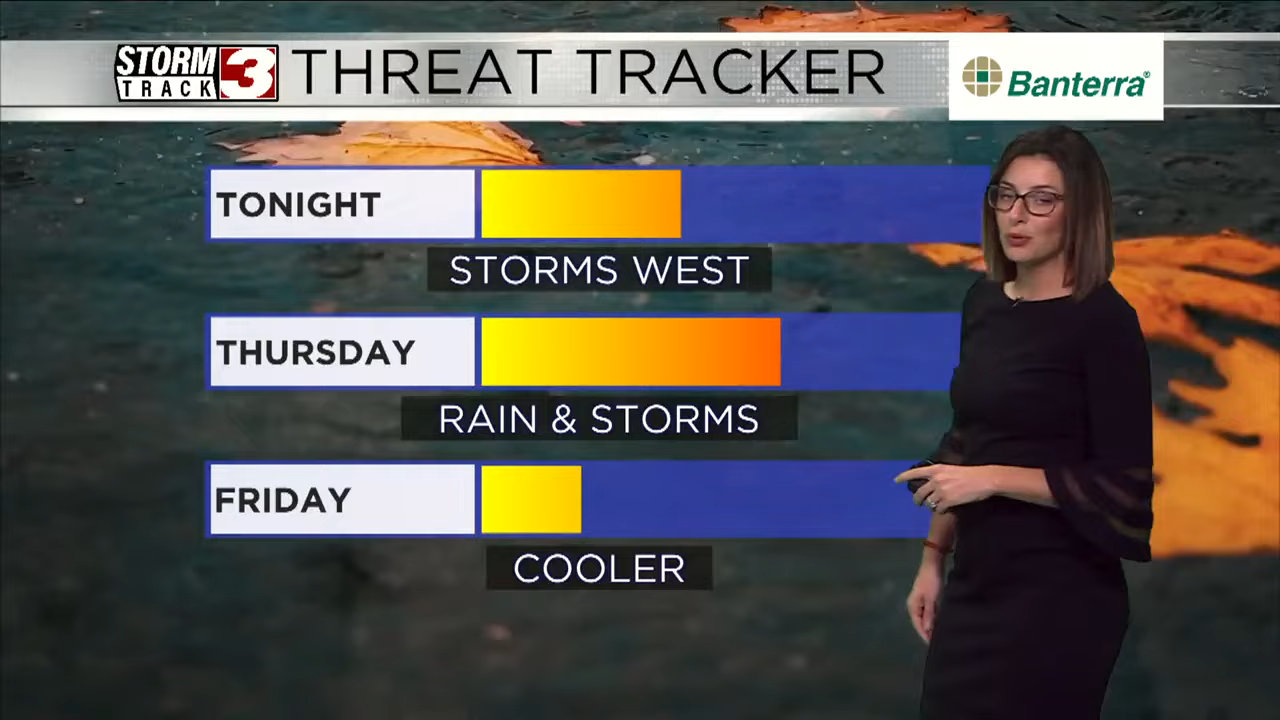 STORM
TRACK 3
THREAT TRACKER
Banterra®
TONIGHT
STORMS WEST
THURSDAY
RAIN & STORMS
FRIDAY
COOLER